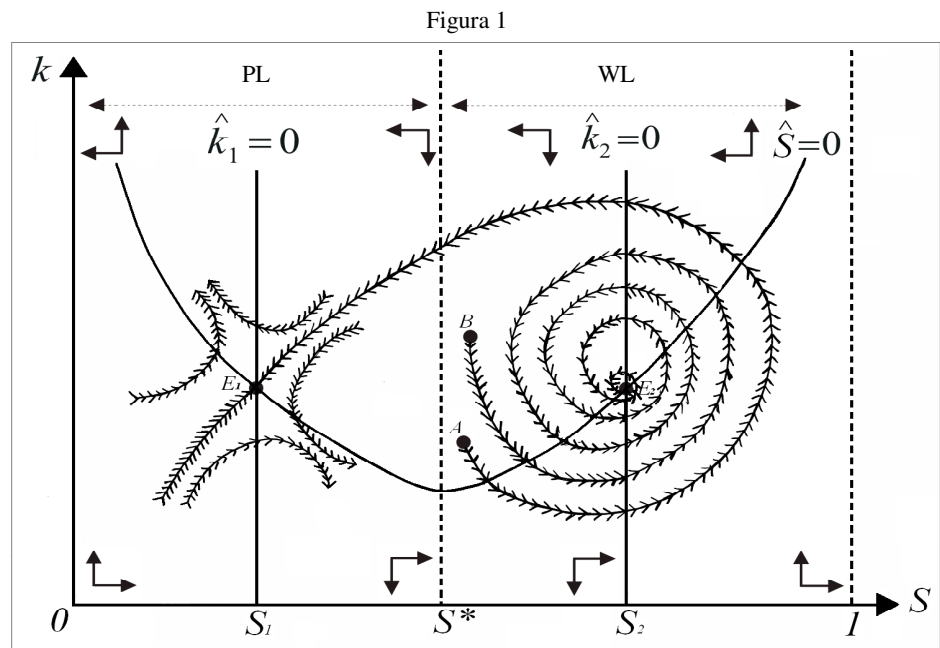 Figura 1
k
PL
WL
k̂₁ = 0
k̂₂ = 0
Ŝ=0
B
E₁
E₂
A
0
S₁
S*
S₂
1
S